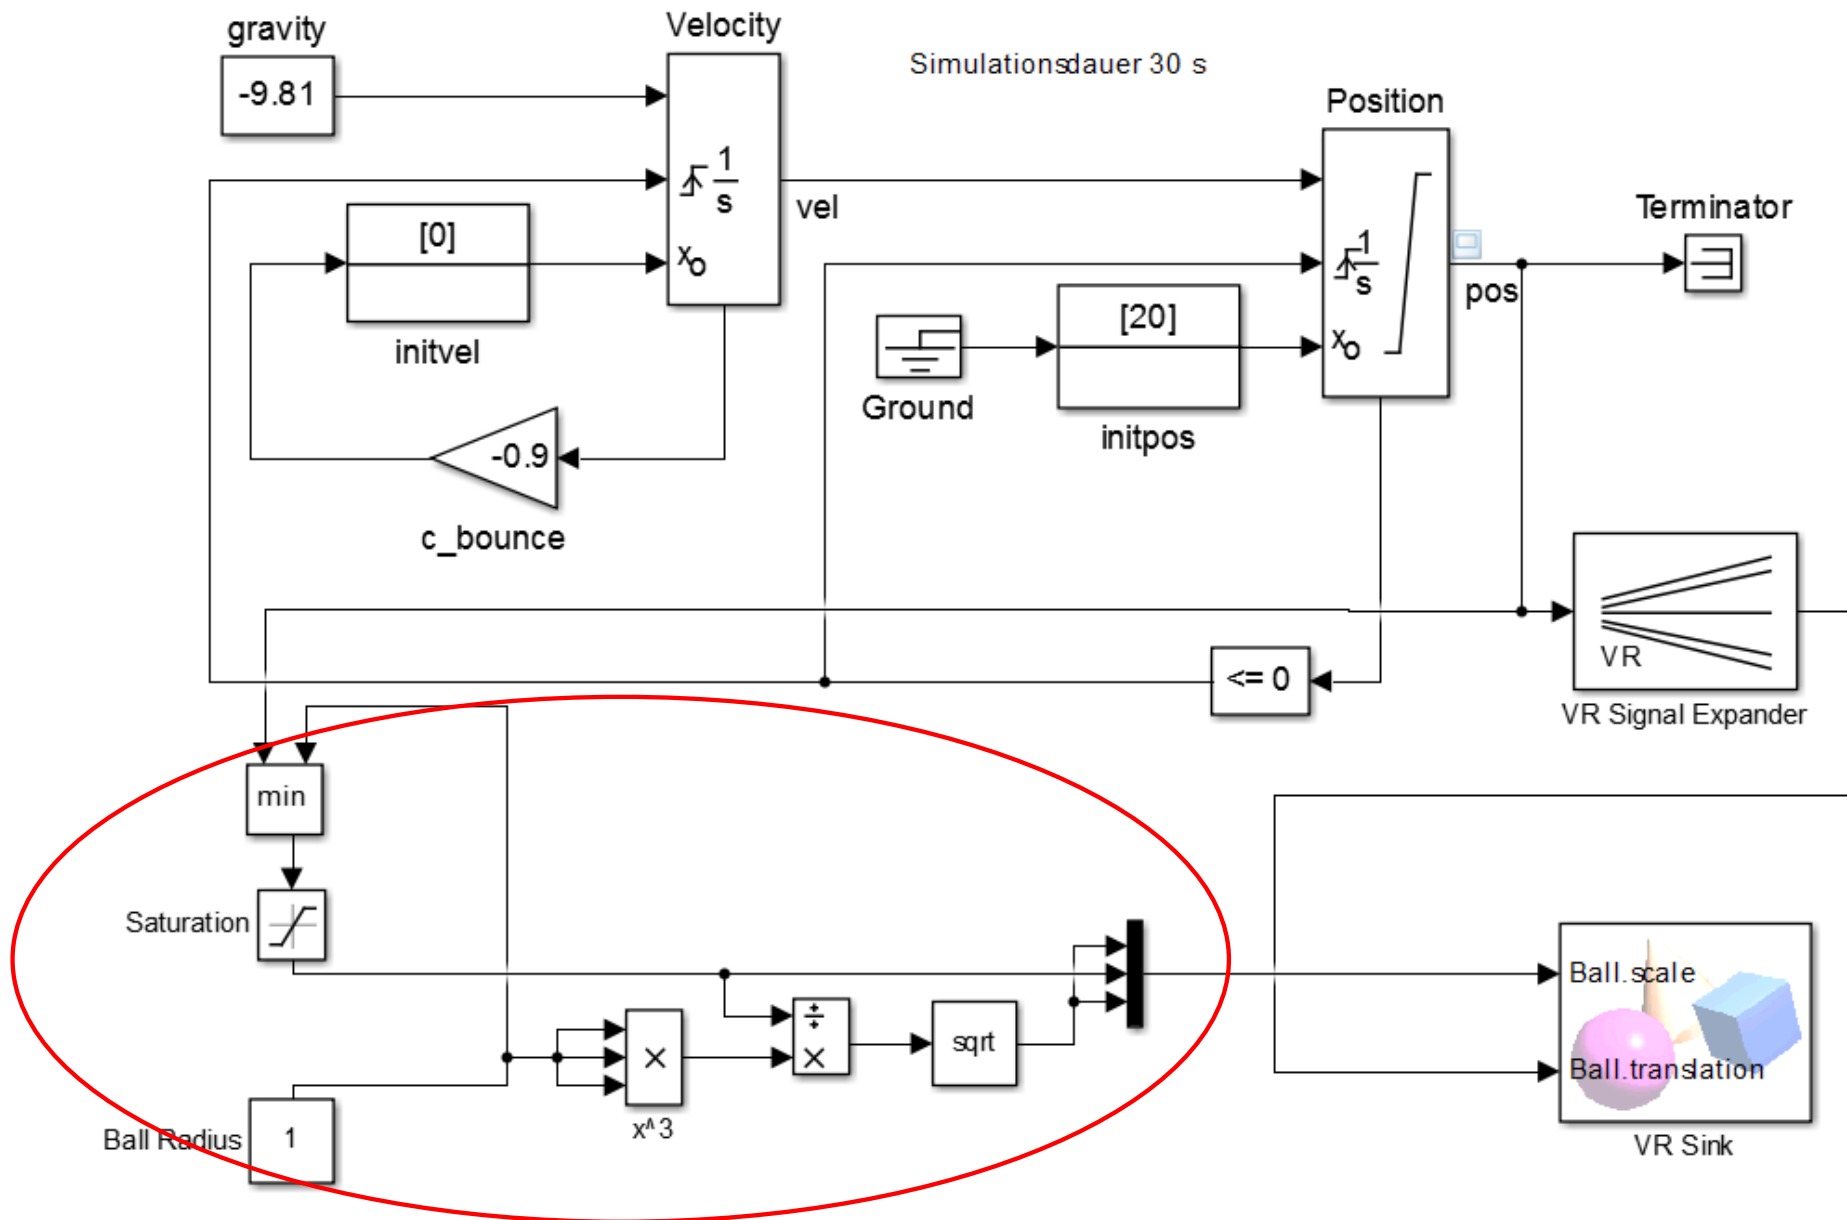 gravity
-9.81
Velocity
1
s
xo
vel
Simulationsdauer 30 s
Position
1
s
xo
pos
Terminator
[0]
initvel
-0.9
c_bounce
Ground
[20]
initpos
<= 0
VR
VR Signal Expander
min
Saturation
Ball Radius
1
×
x^3
÷
×
sqrt
Ball.scale
Ball.translation
VR Sink